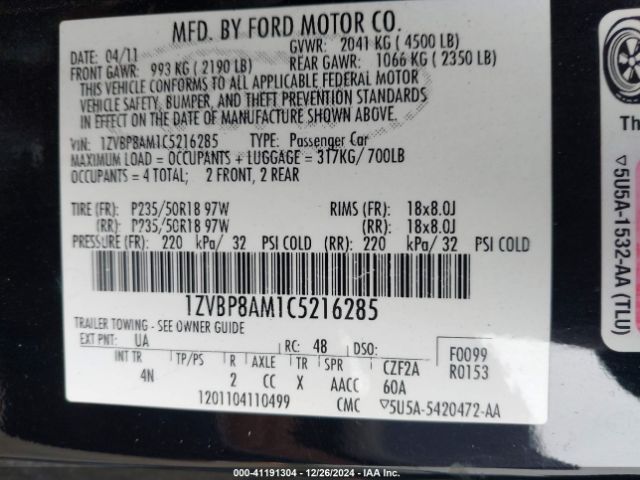 MFD. BY FORD MOTOR CO.
DATE: 04/11 GVWR: 2041 KG ( 4500 LB)
FRONT GAWR: 993 KG ( 2190 LB) REAR GAWR: 1066 KG ( 2350 LB)
THIS VEHICLE CONFORMS TO ALL APPLICABLE FEDERAL MOTOR
VEHICLE SAFETY, BUMPER, AND THEFT PREVENTION STANDARDS
IN EFFECT ON THE DATE OF MANUFACTURE SHOWN ABOVE.
VIN: 1ZVBP8AM1C5216285 TYPE: Passenger Car
MAXIMUM LOAD = OCCUPANTS + LUGGAGE = 317KG/ 700LB
OCCUPANTS = 4 TOTAL; 2 FRONT, 2 REAR
TIRE (FR): P235/50R18 97W RIMS (FR): 18x8.0J
(RR): P235/50R18 97W (RR): 18x8.0J
PRESSURE (FR): 220 kPa/ 32 PSI COLD (RR): 220 kPa/ 32 PSI COLD
1ZVBP8AM1C5216285
TRAILER TOWING - SEE OWNER GUIDE
EXT PNT: UA RC: 48 DSO: F0099
INT TR TP/PS R AXLE TR SPR CZF2A R0153
4N 2 CC X AACC 60A
1201104110499 CMC ▽5U5A-5420472-AA
Th
▽5U5A-1532-AA (TLU)
000-41191304 | 12/26/2024 | IAA Inc.